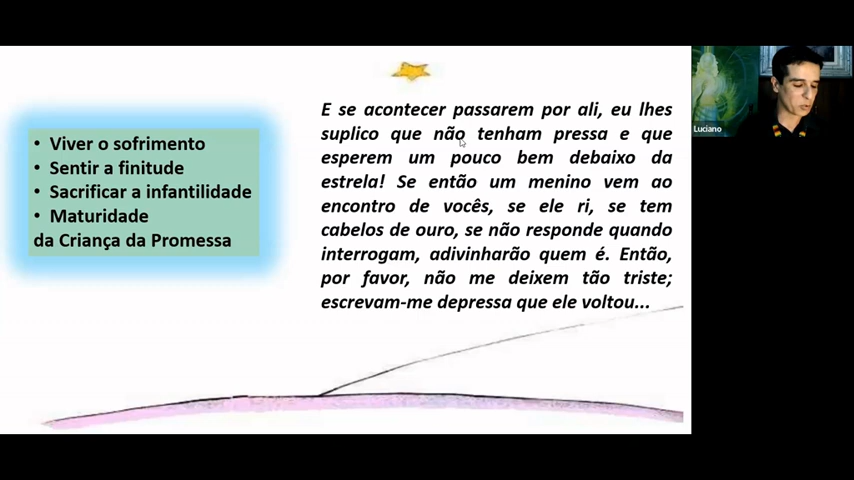 • Viver o sofrimento
• Sentir a finitude
• Sacrificar a infantilidade
• Maturidade
da Criança da Promessa
E se acontecer passarem por ali, eu lhes
suplico que não tenham pressa e que
esperem um pouco bem debaixo da
estrela! Se então um menino vem ao
encontro de vocês, se ele ri, se tem
cabelos de ouro, se não responde quando
interrogam, adivinharão quem é. Então,
por favor, não me deixem tão triste;
escrevam-me depressa que ele voltou...
Luciano